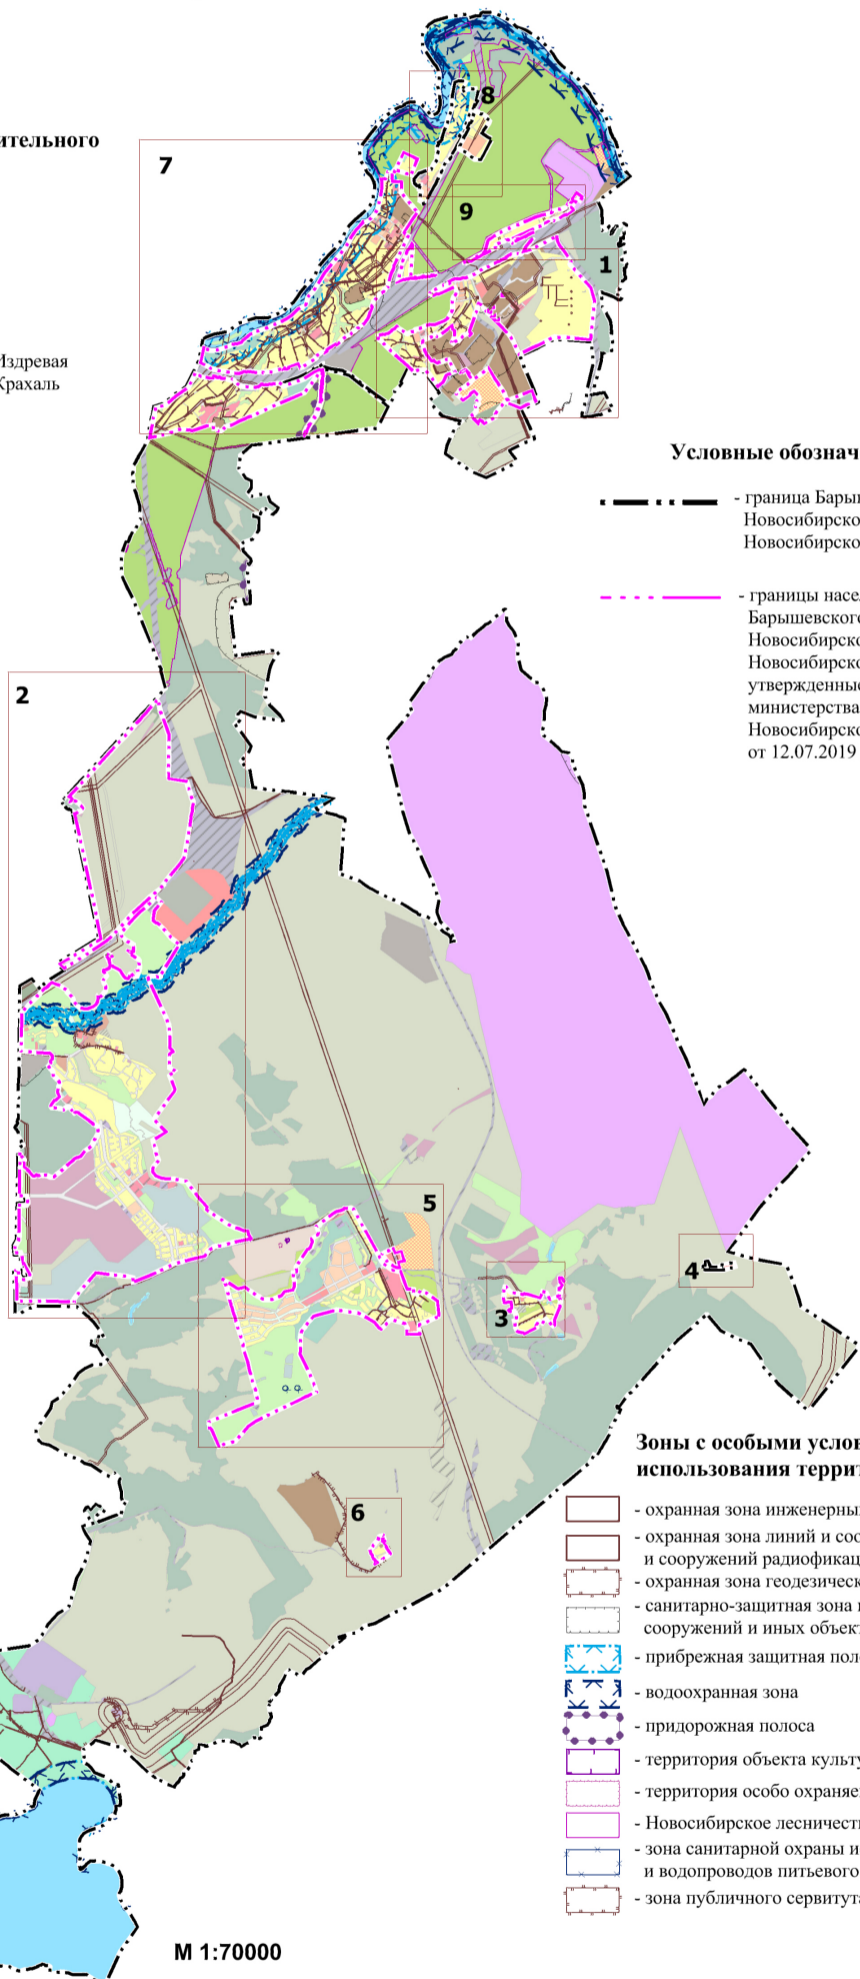 ительного
7
8
9
1
Издревая
Крахаль
Условные обознач
- граница Барыш
Новосибирско
Новосибирско
- границы насел
Барышевского
Новосибирско
Новосибирско
утвержденные
министерства
Новосибирско
от 12.07.2019
2
5
4
3
6
Зоны с особыми услов
использования террит
- охранная зона инженерны
- охранная зона линий и соо
и сооружений радиофикац
- охранная зона геодезическ
- санитарно-защитная зона п
сооружений и иных объект
- прибрежная защитная пол
- водоохранная зона
- придорожная полоса
- территория объекта культу
- территория особо охраняе
- Новосибирское лесничеств
- зона санитарной охраны и
и водопроводов питьевого
- зона публичного сервитута
М 1:70000